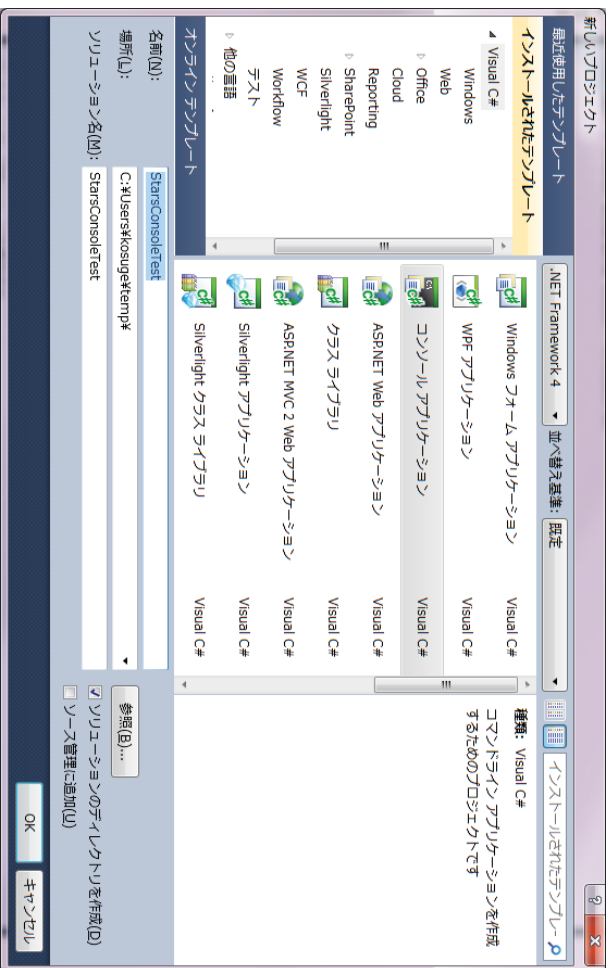 新しいプロジェクト
最近使用したテンプレート
インストールされたテンプレート
Visual C#
Windows
Web
Office
Cloud
Reporting
SharePoint
Silverlight
WCF
Workflow
テスト
他の言語
オンライン テンプレート
.NET Framework 4
並べ替え基準: 既定
Windows フォーム アプリケーション Visual C#
WPF アプリケーション Visual C#
コンソール アプリケーション Visual C#
ASP.NET Web アプリケーション Visual C#
クラス ライブラリ Visual C#
ASP.NET MVC 2 Web アプリケーション Visual C#
Silverlight アプリケーション Visual C#
Silverlight クラス ライブラリ Visual C#
インストールされたテンプレー
種類: Visual C#
コマンドライン アプリケーションを作成
するためのプロジェクトです
名前(N): StarsConsoleTest
場所(L): C:¥Users¥kosuge¥temp¥ 参照(B)...
ソリューション名(M): StarsConsoleTest
ソリューションのディレクトリを作成(D)
ソース管理に追加(U)
OK キャンセル